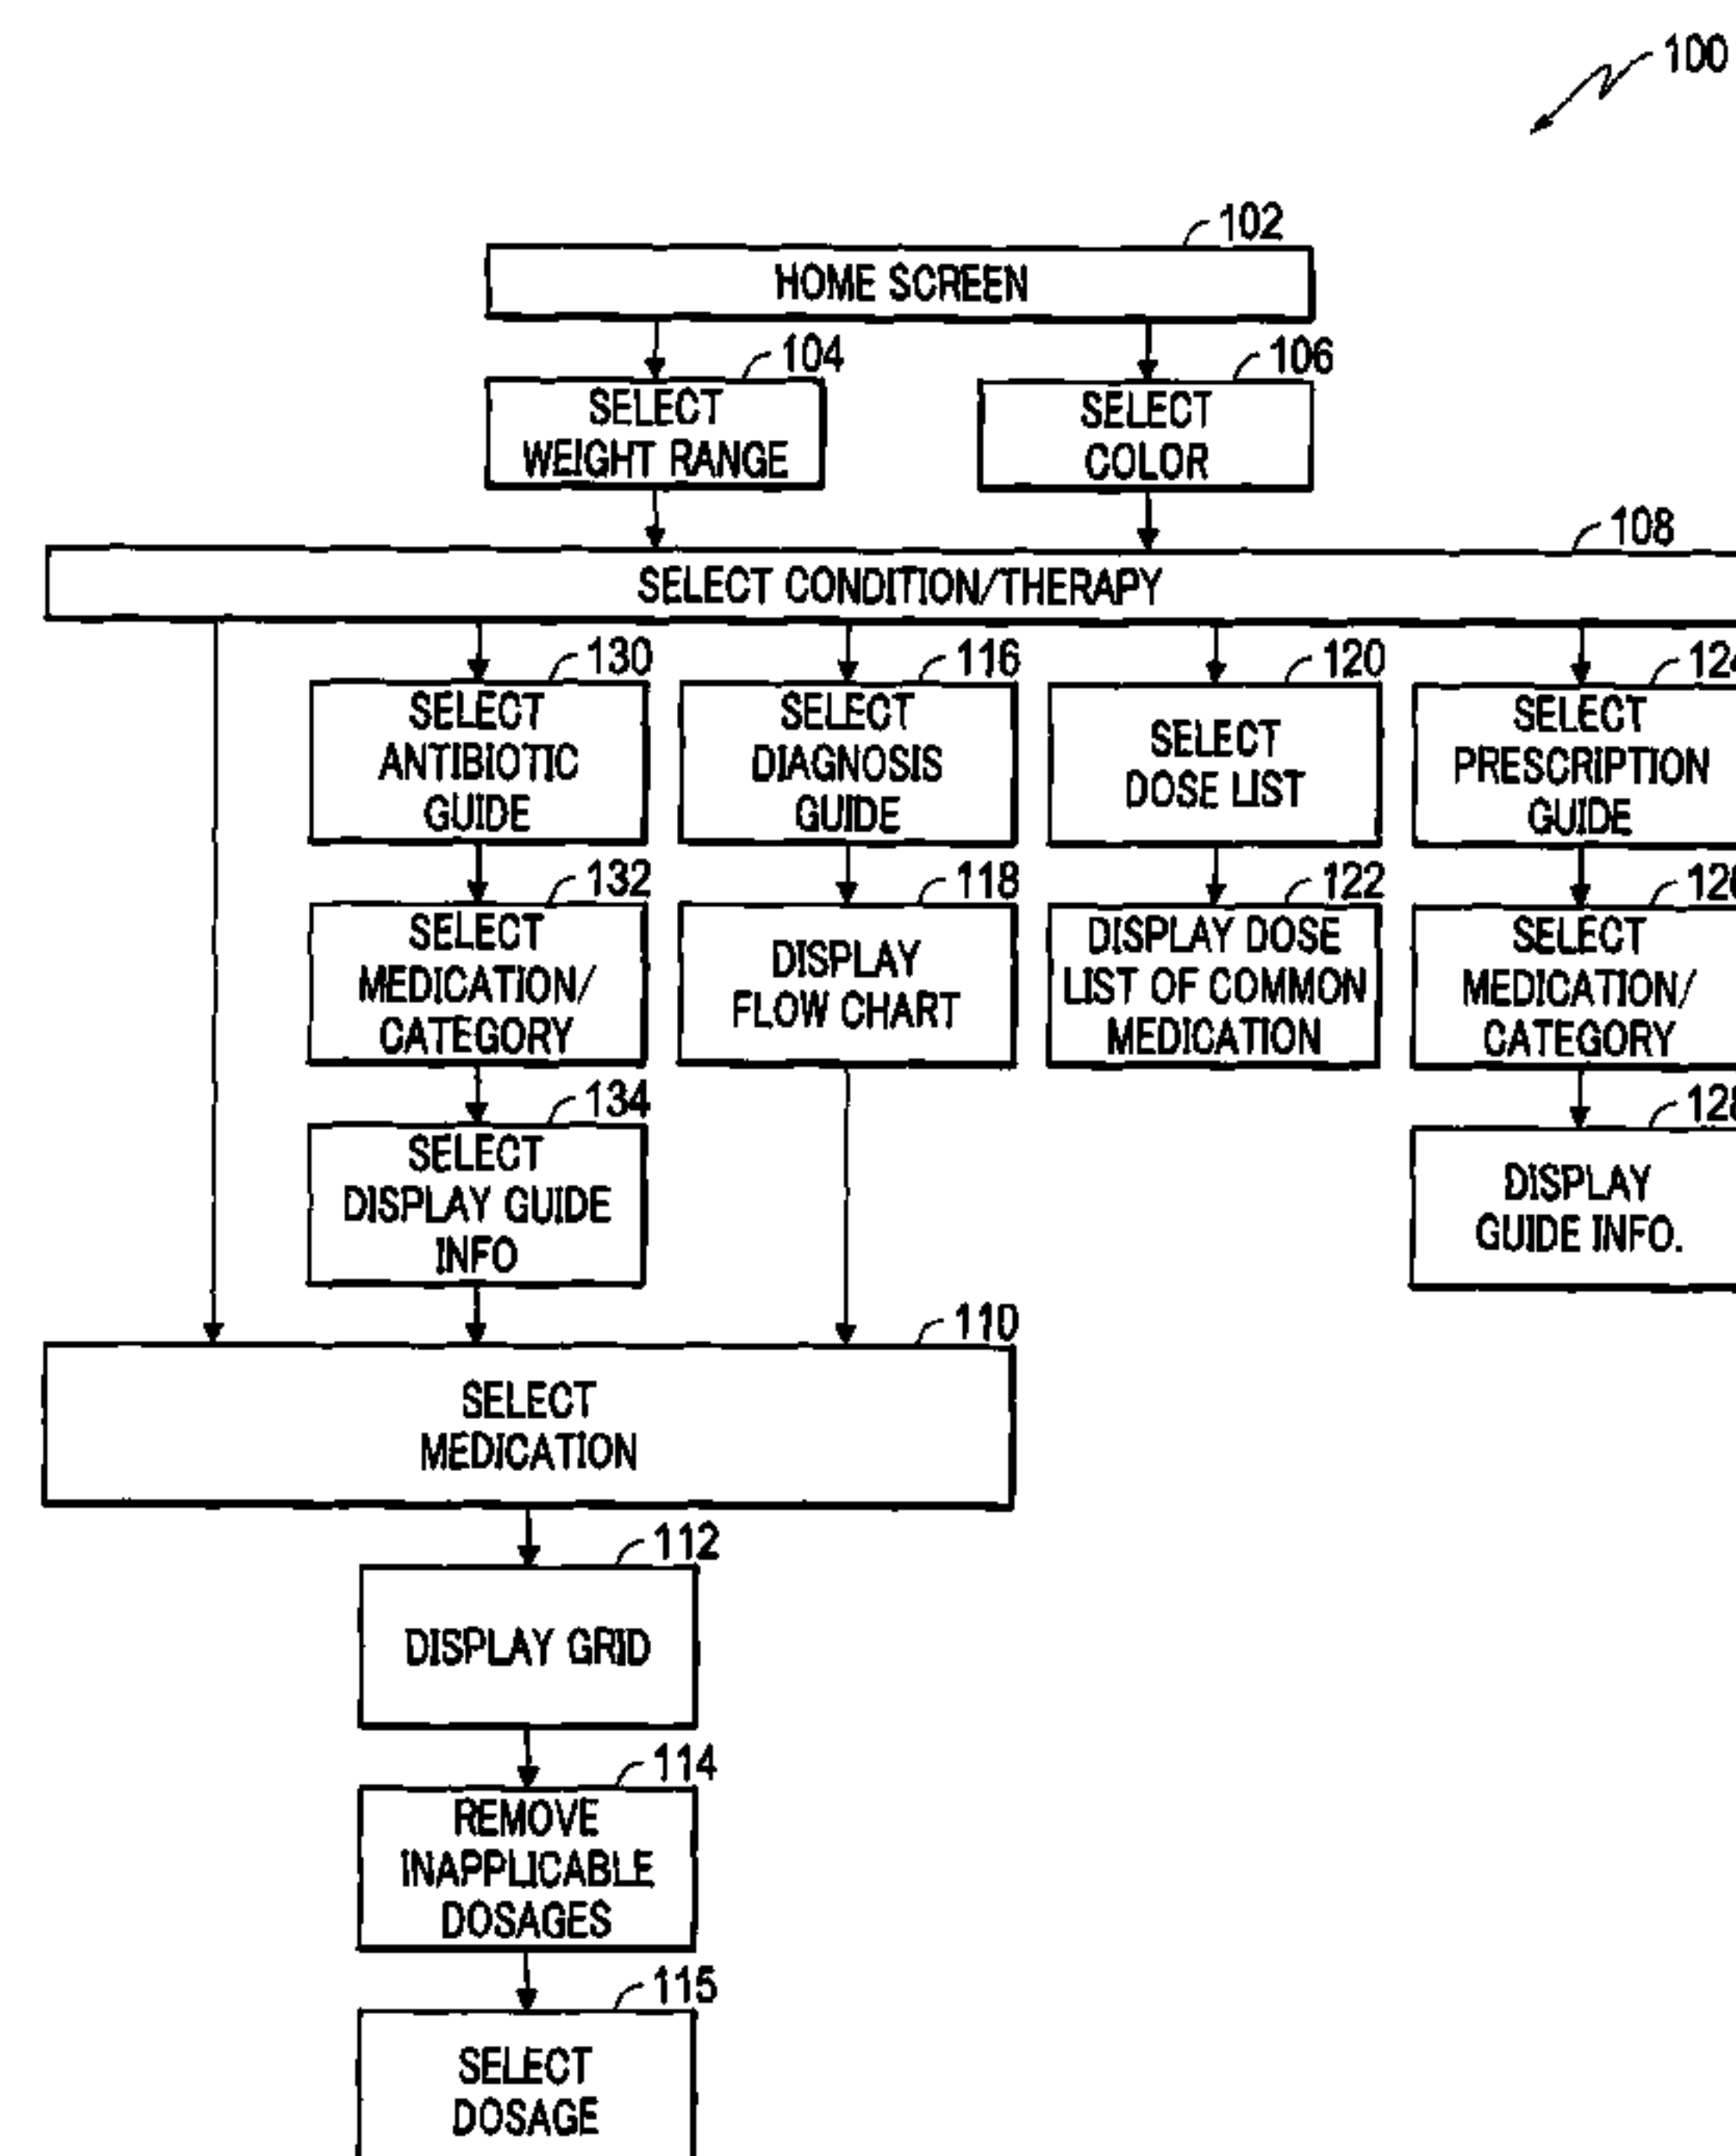 100
102
HOME SCREEN
104
SELECT
WEIGHT RANGE
106
SELECT
COLOR
108
SELECT CONDITION/THERAPY
130
SELECT
ANTIBIOTIC
GUIDE
116
SELECT
DIAGNOSIS
GUIDE
120
SELECT
DOSE LIST
SELECT
PRESCRIPTION
GUIDE
132
SELECT
MEDICATION/
CATEGORY
118
DISPLAY
FLOW CHART
122
DISPLAY DOSE
LIST OF COMMON
MEDICATION
SELECT
MEDICATION/
CATEGORY
134
SELECT
DISPLAY GUIDE
INFO
DISPLAY
GUIDE INFO.
110
SELECT
MEDICATION
112
DISPLAY GRID
114
REMOVE
INAPPLICABLE
DOSAGES
115
SELECT
DOSAGE